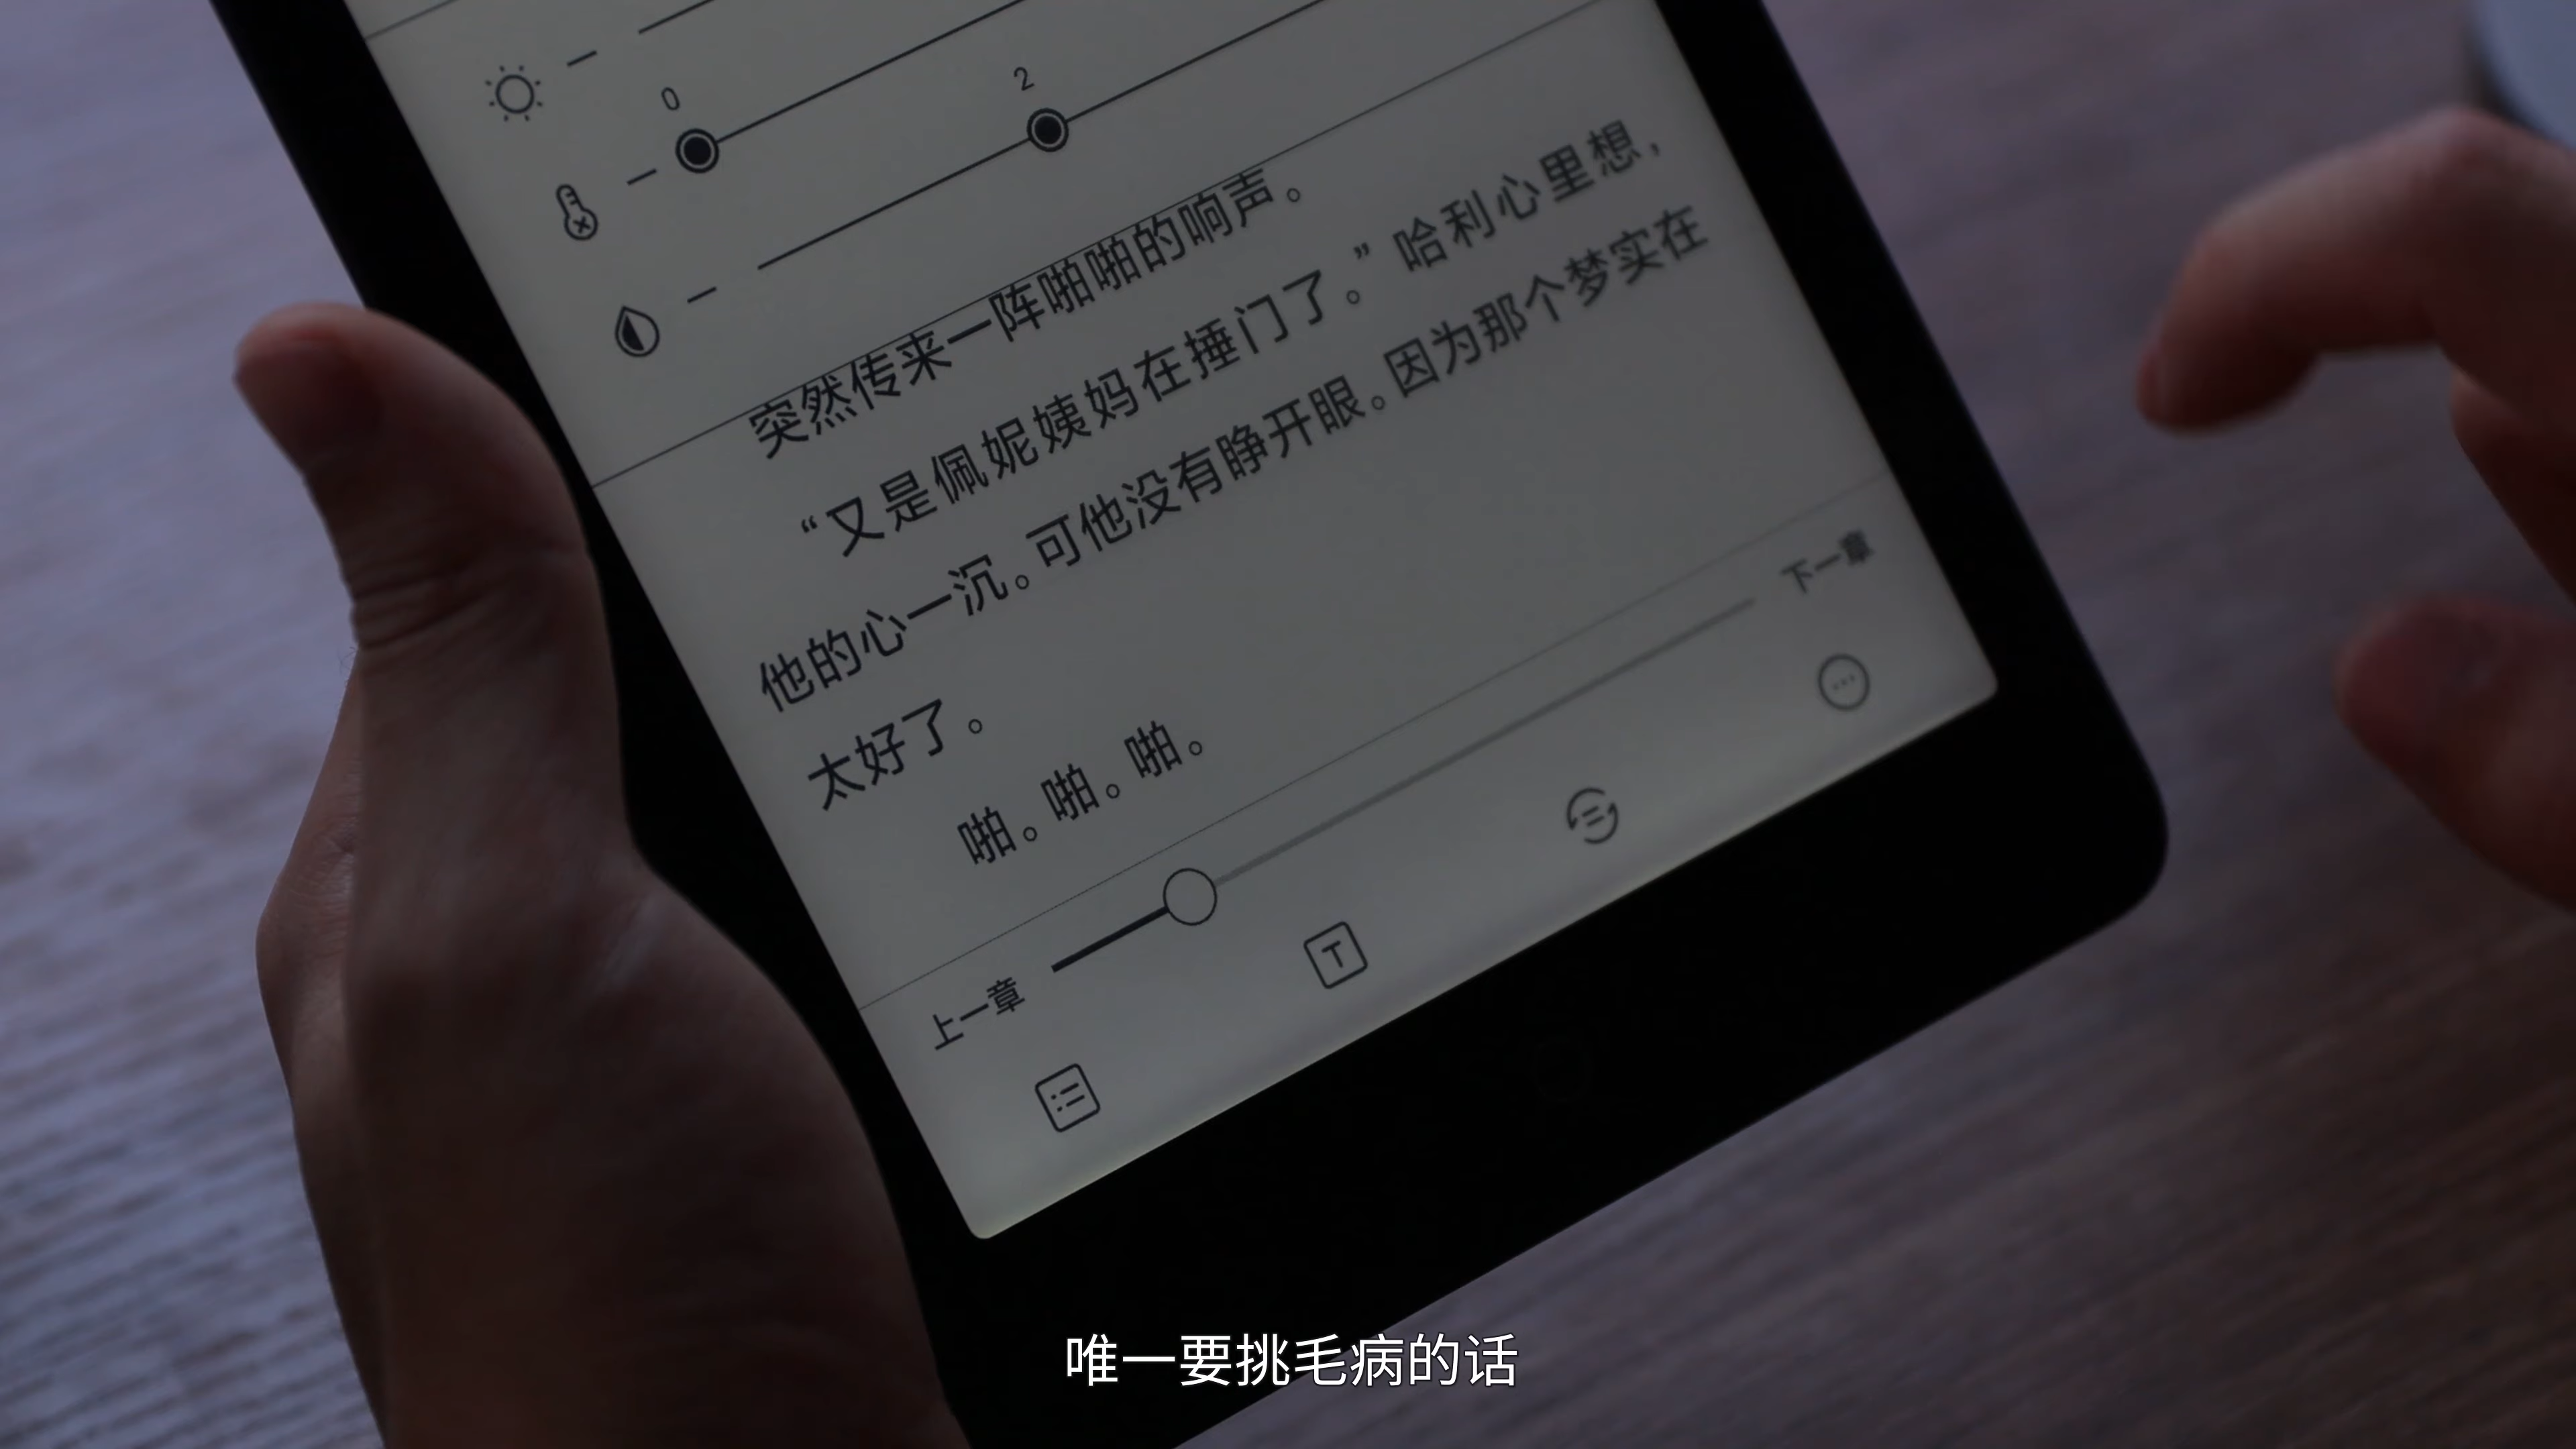 0
2
突然传来一阵啪啪的响声。
“又是佩妮姨妈在捶门了。”哈利心里想，
他的心一沉。可他没有睁开眼。因为那个梦实在
太好了。
啪。啪。啪。
上一章 下一章
T
唯一要挑毛病的话